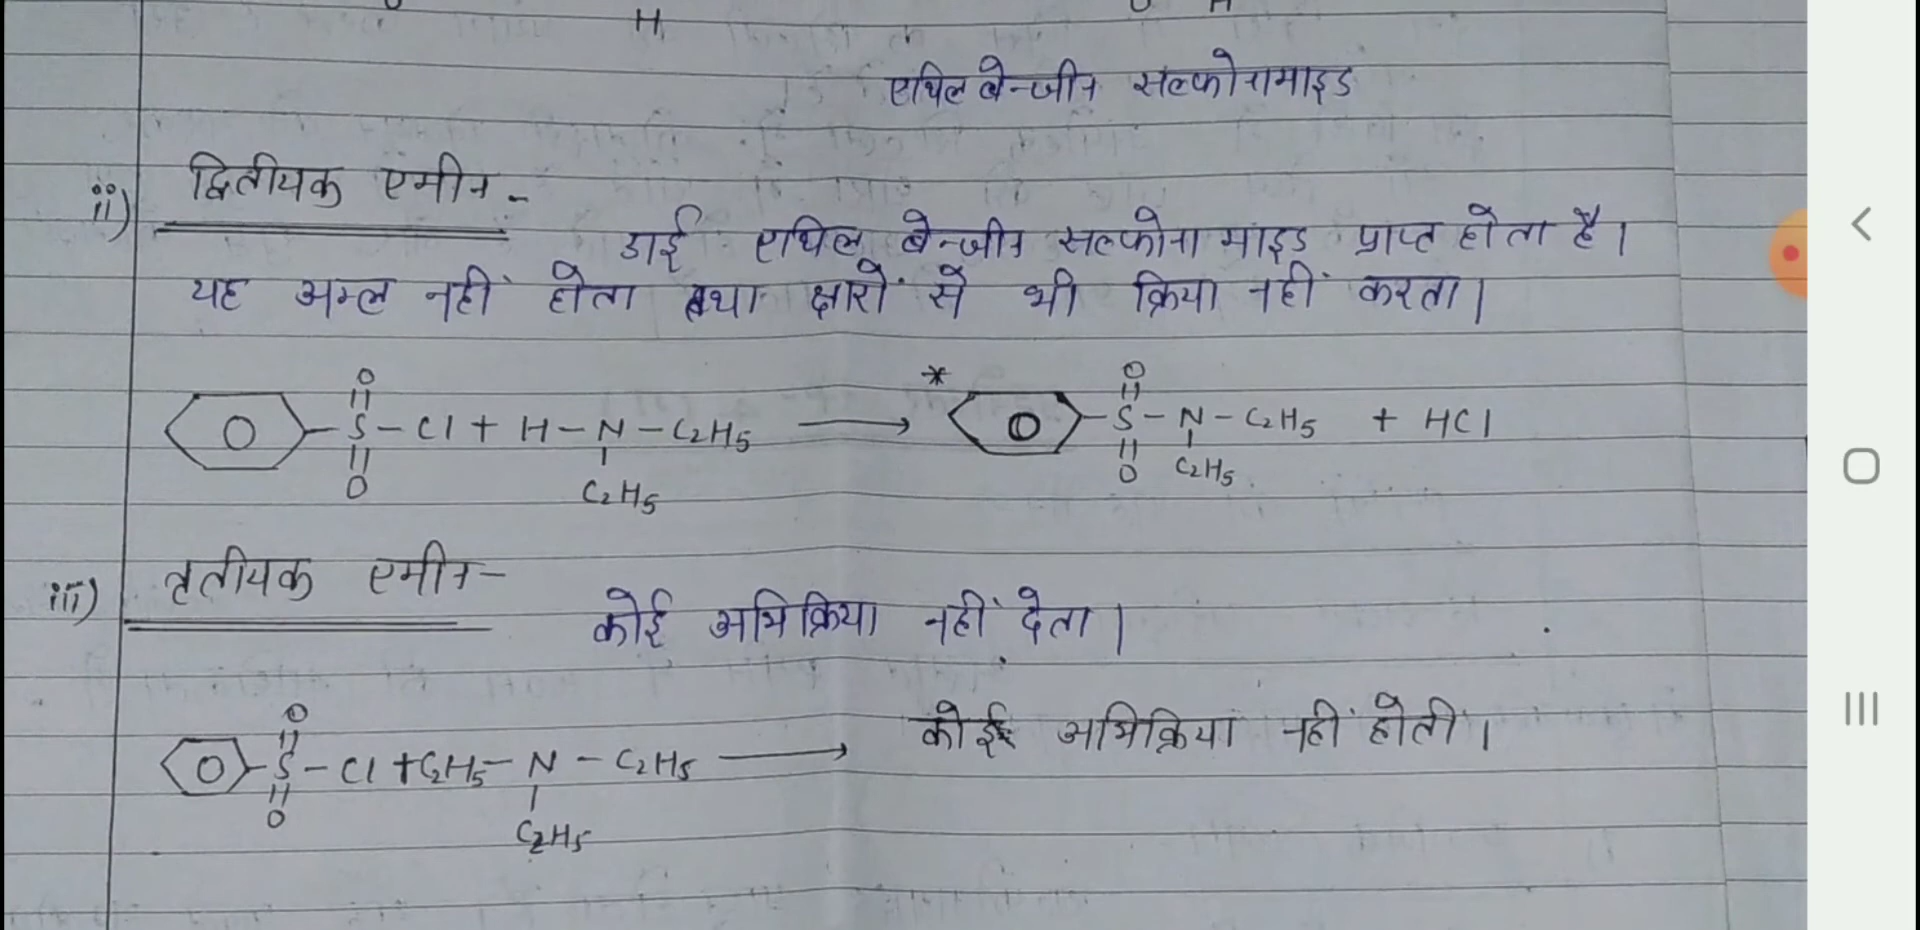 H
एथिल बेन्जीन सल्फोनामाइड
ii) द्वितीयक एमीन -
डाई एथिल बेन्जीन सल्फोनामाइड प्राप्त होता है।
यह अम्ल नहीं होता तथा क्षारों से भी क्रिया नहीं करता।
O * O
S - Cl + H - N - C2H5 → S - N - C2H5 + HCl
O C2H5 O C2H5
iii) तृतीयक एमीन -
कोई अभिक्रिया नहीं देता।
O
S - Cl + C2H5 - N - C2H5 → कोई अभिक्रिया नहीं होती।
O C2H5